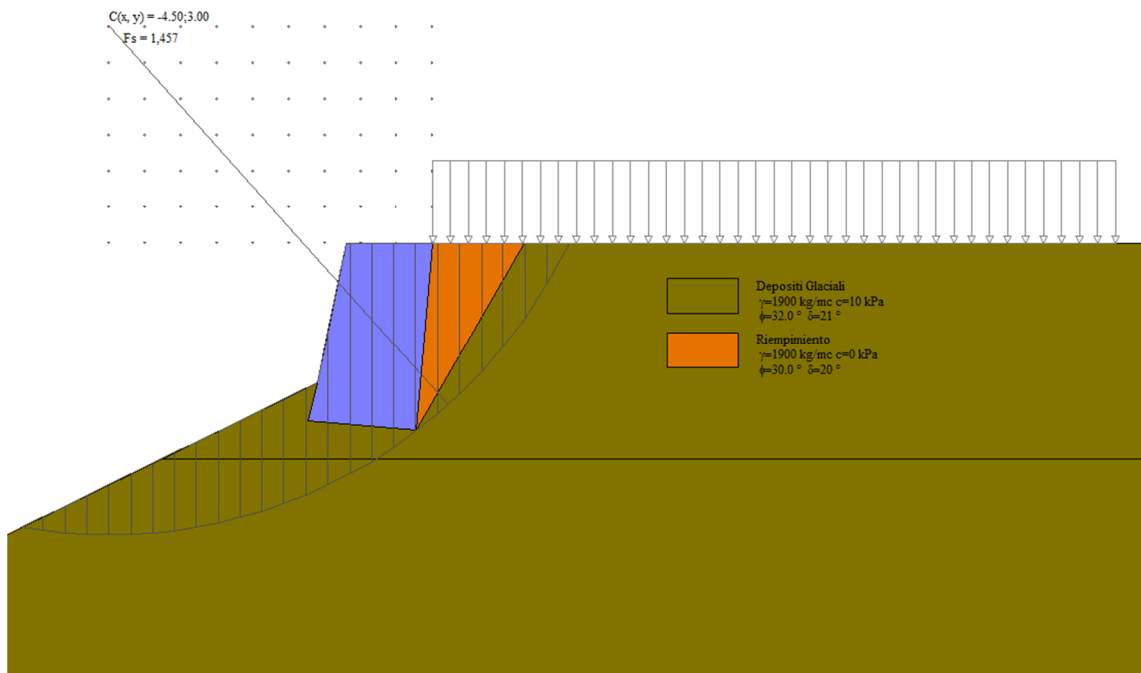 C(x, y) = -4.50;3.00
Fs = 1,457
Depositi Glaciali
γ=1900 kg/mc c=10 kPa
ϕ=32.0 ° δ=21 °
Riempimento
γ=1900 kg/mc c=0 kPa
ϕ=30.0 ° δ=20 °